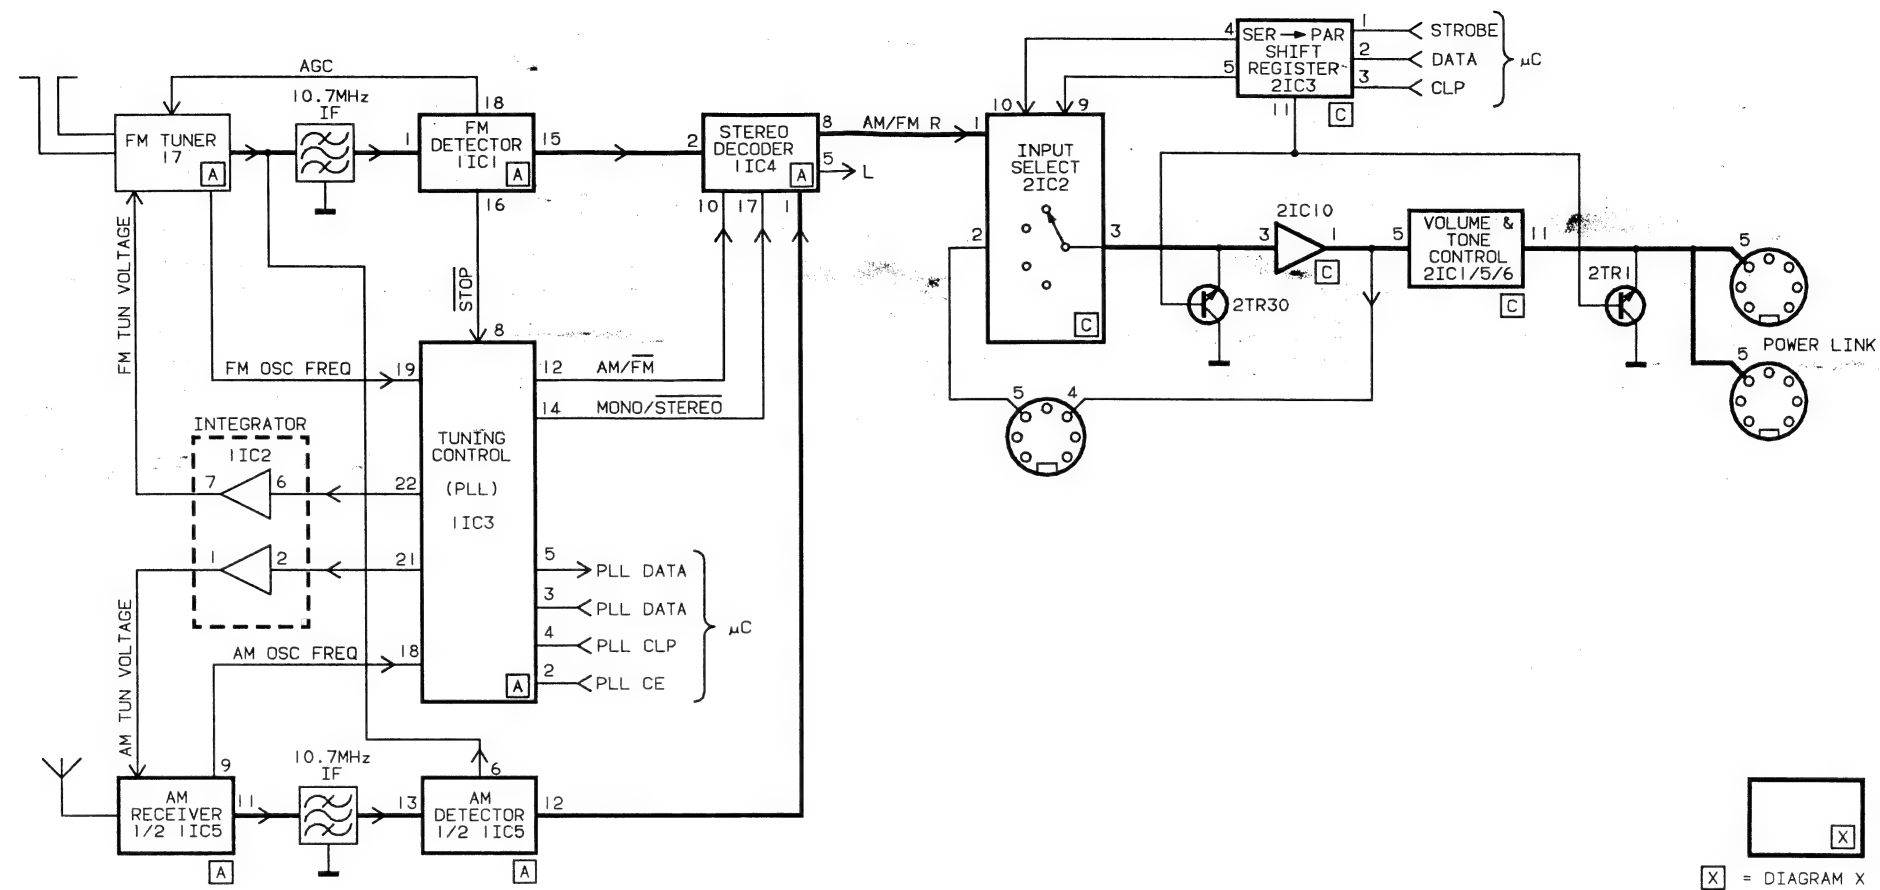 AGC
10.7MHz
IF
FM TUNER
17
A
1
18
FM
DETECTOR
1IC1
A
15
16
2
STEREO
DECODER
1IC4
A
8
5
L
10
17
1
AM/FM R
1
10
9
INPUT
SELECT
2IC2
C
2
3
4
5
SER → PAR
SHIFT
REGISTER
2IC3
11
C
1
STROBE
2
DATA
3
CLP
μC
2TR30
2IC10
3
1
C
5
VOLUME &
TONE
CONTROL
2IC1/5/6
C
11
2TR1
5
POWER LINK
5
5
4
FM TUN VOLTAGE
STOP
8
FM OSC FREQ
19
12
AM/FM
14
MONO/STEREO
TUNING
CONTROL
(PLL)
1IC3
A
INTEGRATOR
1IC2
7
6
22
1
2
21
5
PLL DATA
3
PLL DATA
4
PLL CLP
2
PLL CE
μC
AM TUN VOLTAGE
AM OSC FREQ
18
9
AM
RECEIVER
1/2 1IC5
A
11
10.7MHz
IF
13
6
AM
DETECTOR
1/2 1IC5
A
12
X
X = DIAGRAM X